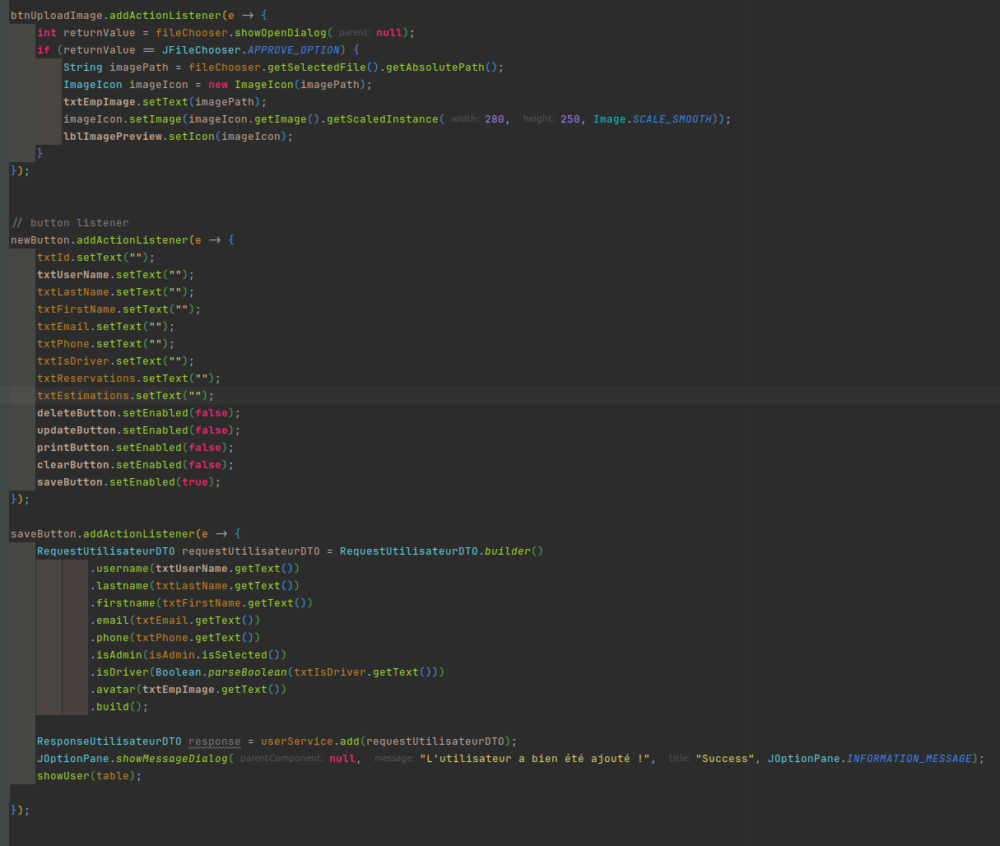 btnUploadImage.addActionListener(e -> {
    int returnValue = fileChooser.showOpenDialog( parent: null);
    if (returnValue == JFileChooser.APPROVE_OPTION) {
        String imagePath = fileChooser.getSelectedFile().getAbsolutePath();
        ImageIcon imageIcon = new ImageIcon(imagePath);
        txtEmpImage.setText(imagePath);
        imageIcon.setImage(imageIcon.getImage().getScaledInstance( width: 280,  height: 250, Image.SCALE_SMOOTH));
        lblImagePreview.setIcon(imageIcon);
    }
});
// button listener
newButton.addActionListener(e -> {
    txtId.setText("");
    txtUserName.setText("");
    txtLastName.setText("");
    txtFirstName.setText("");
    txtEmail.setText("");
    txtPhone.setText("");
    txtIsDriver.setText("");
    txtReservations.setText("");
    txtEstimations.setText("");
    deleteButton.setEnabled(false);
    updateButton.setEnabled(false);
    printButton.setEnabled(false);
    clearButton.setEnabled(false);
    saveButton.setEnabled(true);
});
saveButton.addActionListener(e -> {
    RequestUtilisateurDTO requestUtilisateurDTO = RequestUtilisateurDTO.builder()
            .username(txtUserName.getText())
            .lastname(txtLastName.getText())
            .firstname(txtFirstName.getText())
            .email(txtEmail.getText())
            .phone(txtPhone.getText())
            .isAdmin(isAdmin.isSelected())
            .isDriver(Boolean.parseBoolean(txtIsDriver.getText()))
            .avatar(txtEmpImage.getText())
            .build();
    ResponseUtilisateurDTO response = userService.add(requestUtilisateurDTO);
    JOptionPane.showMessageDialog( parentComponent: null,  message: "L'utilisateur a bien été ajouté !",  title: "Success", JOptionPane.INFORMATION_MESSAGE);
    showUser(table);
});